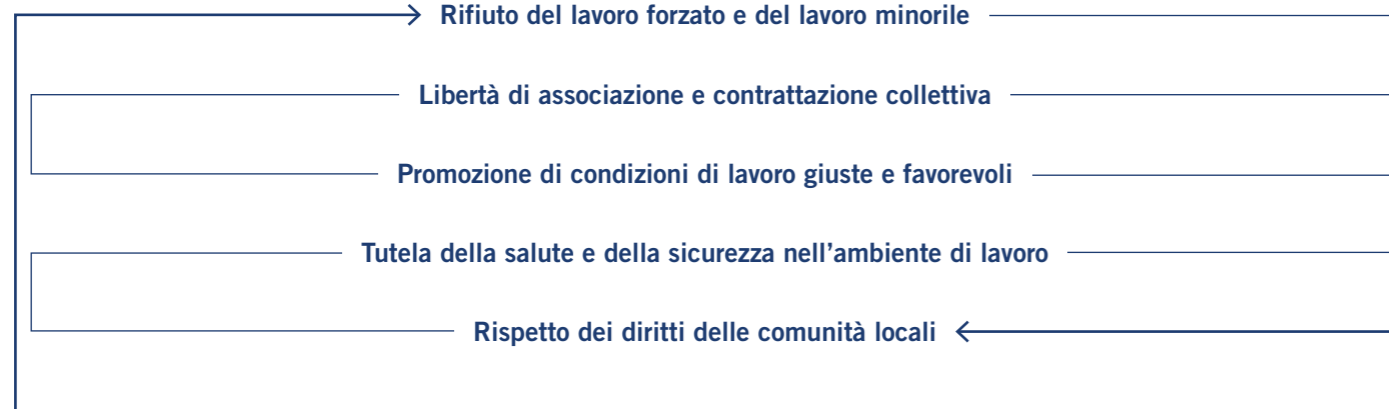 Rifiuto del lavoro forzato e del lavoro minorile
Libertà di associazione e contrattazione collettiva
Promozione di condizioni di lavoro giuste e favorevoli
Tutela della salute e della sicurezza nell’ambiente di lavoro
Rispetto dei diritti delle comunità locali